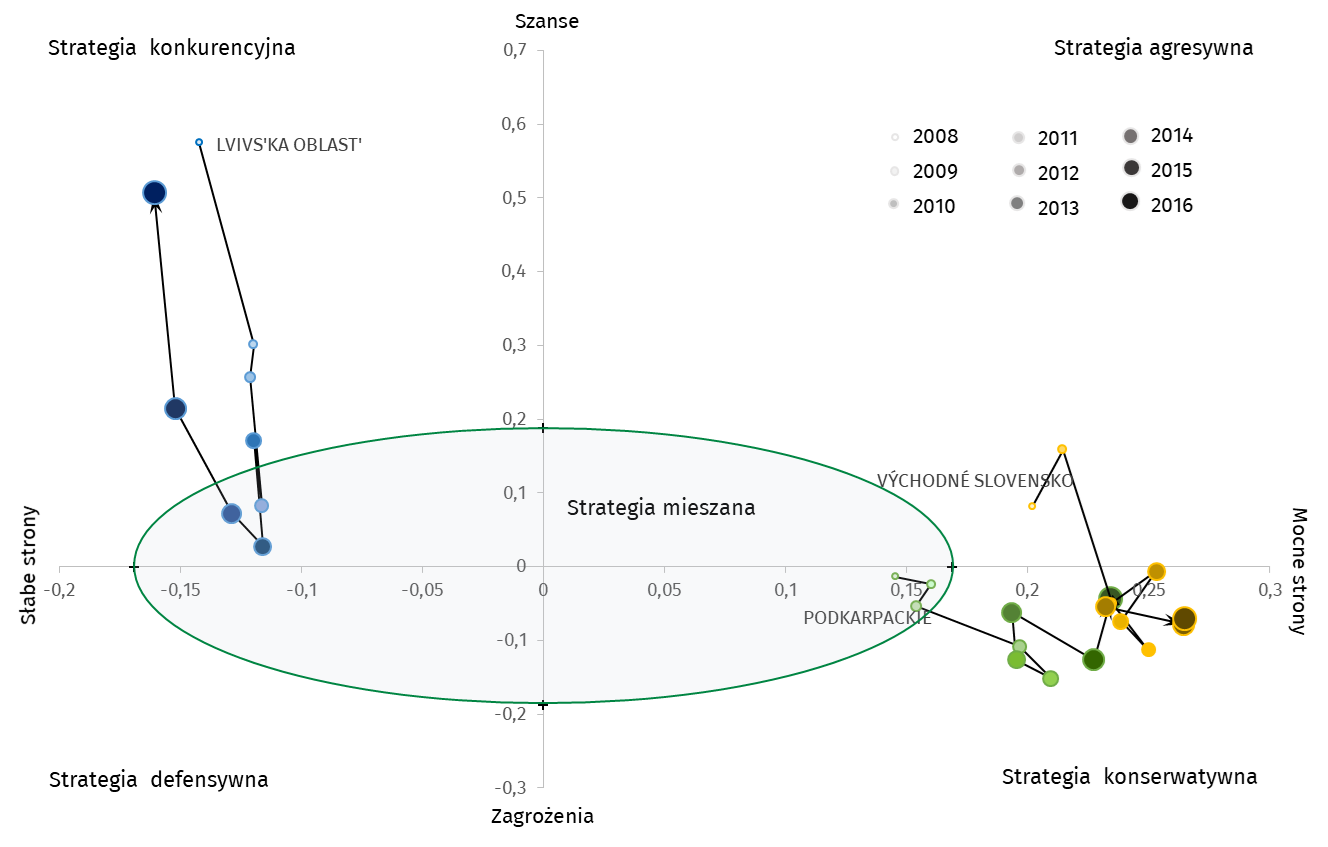 Szanse
Strategia konkurencyjna
Strategia agresywna
0,7
0,6
0,5
0,4
0,3
0,2
0,1
0
-0,1
-0,2
-0,3
LVIVS'KA OBLAST'
2008
2011
2014
2009
2012
2015
2010
2013
2016
VÝCHODNÉ SLOVENSKO
Strategia mieszana
Słabe strony
Mocne strony
-0,2
-0,15
-0,1
-0,05
0
0,05
0,1
0,15
0,2
0,25
0,3
PODKARPACKIE
Strategia defensywna
Strategia konserwatywna
Zagrożenia